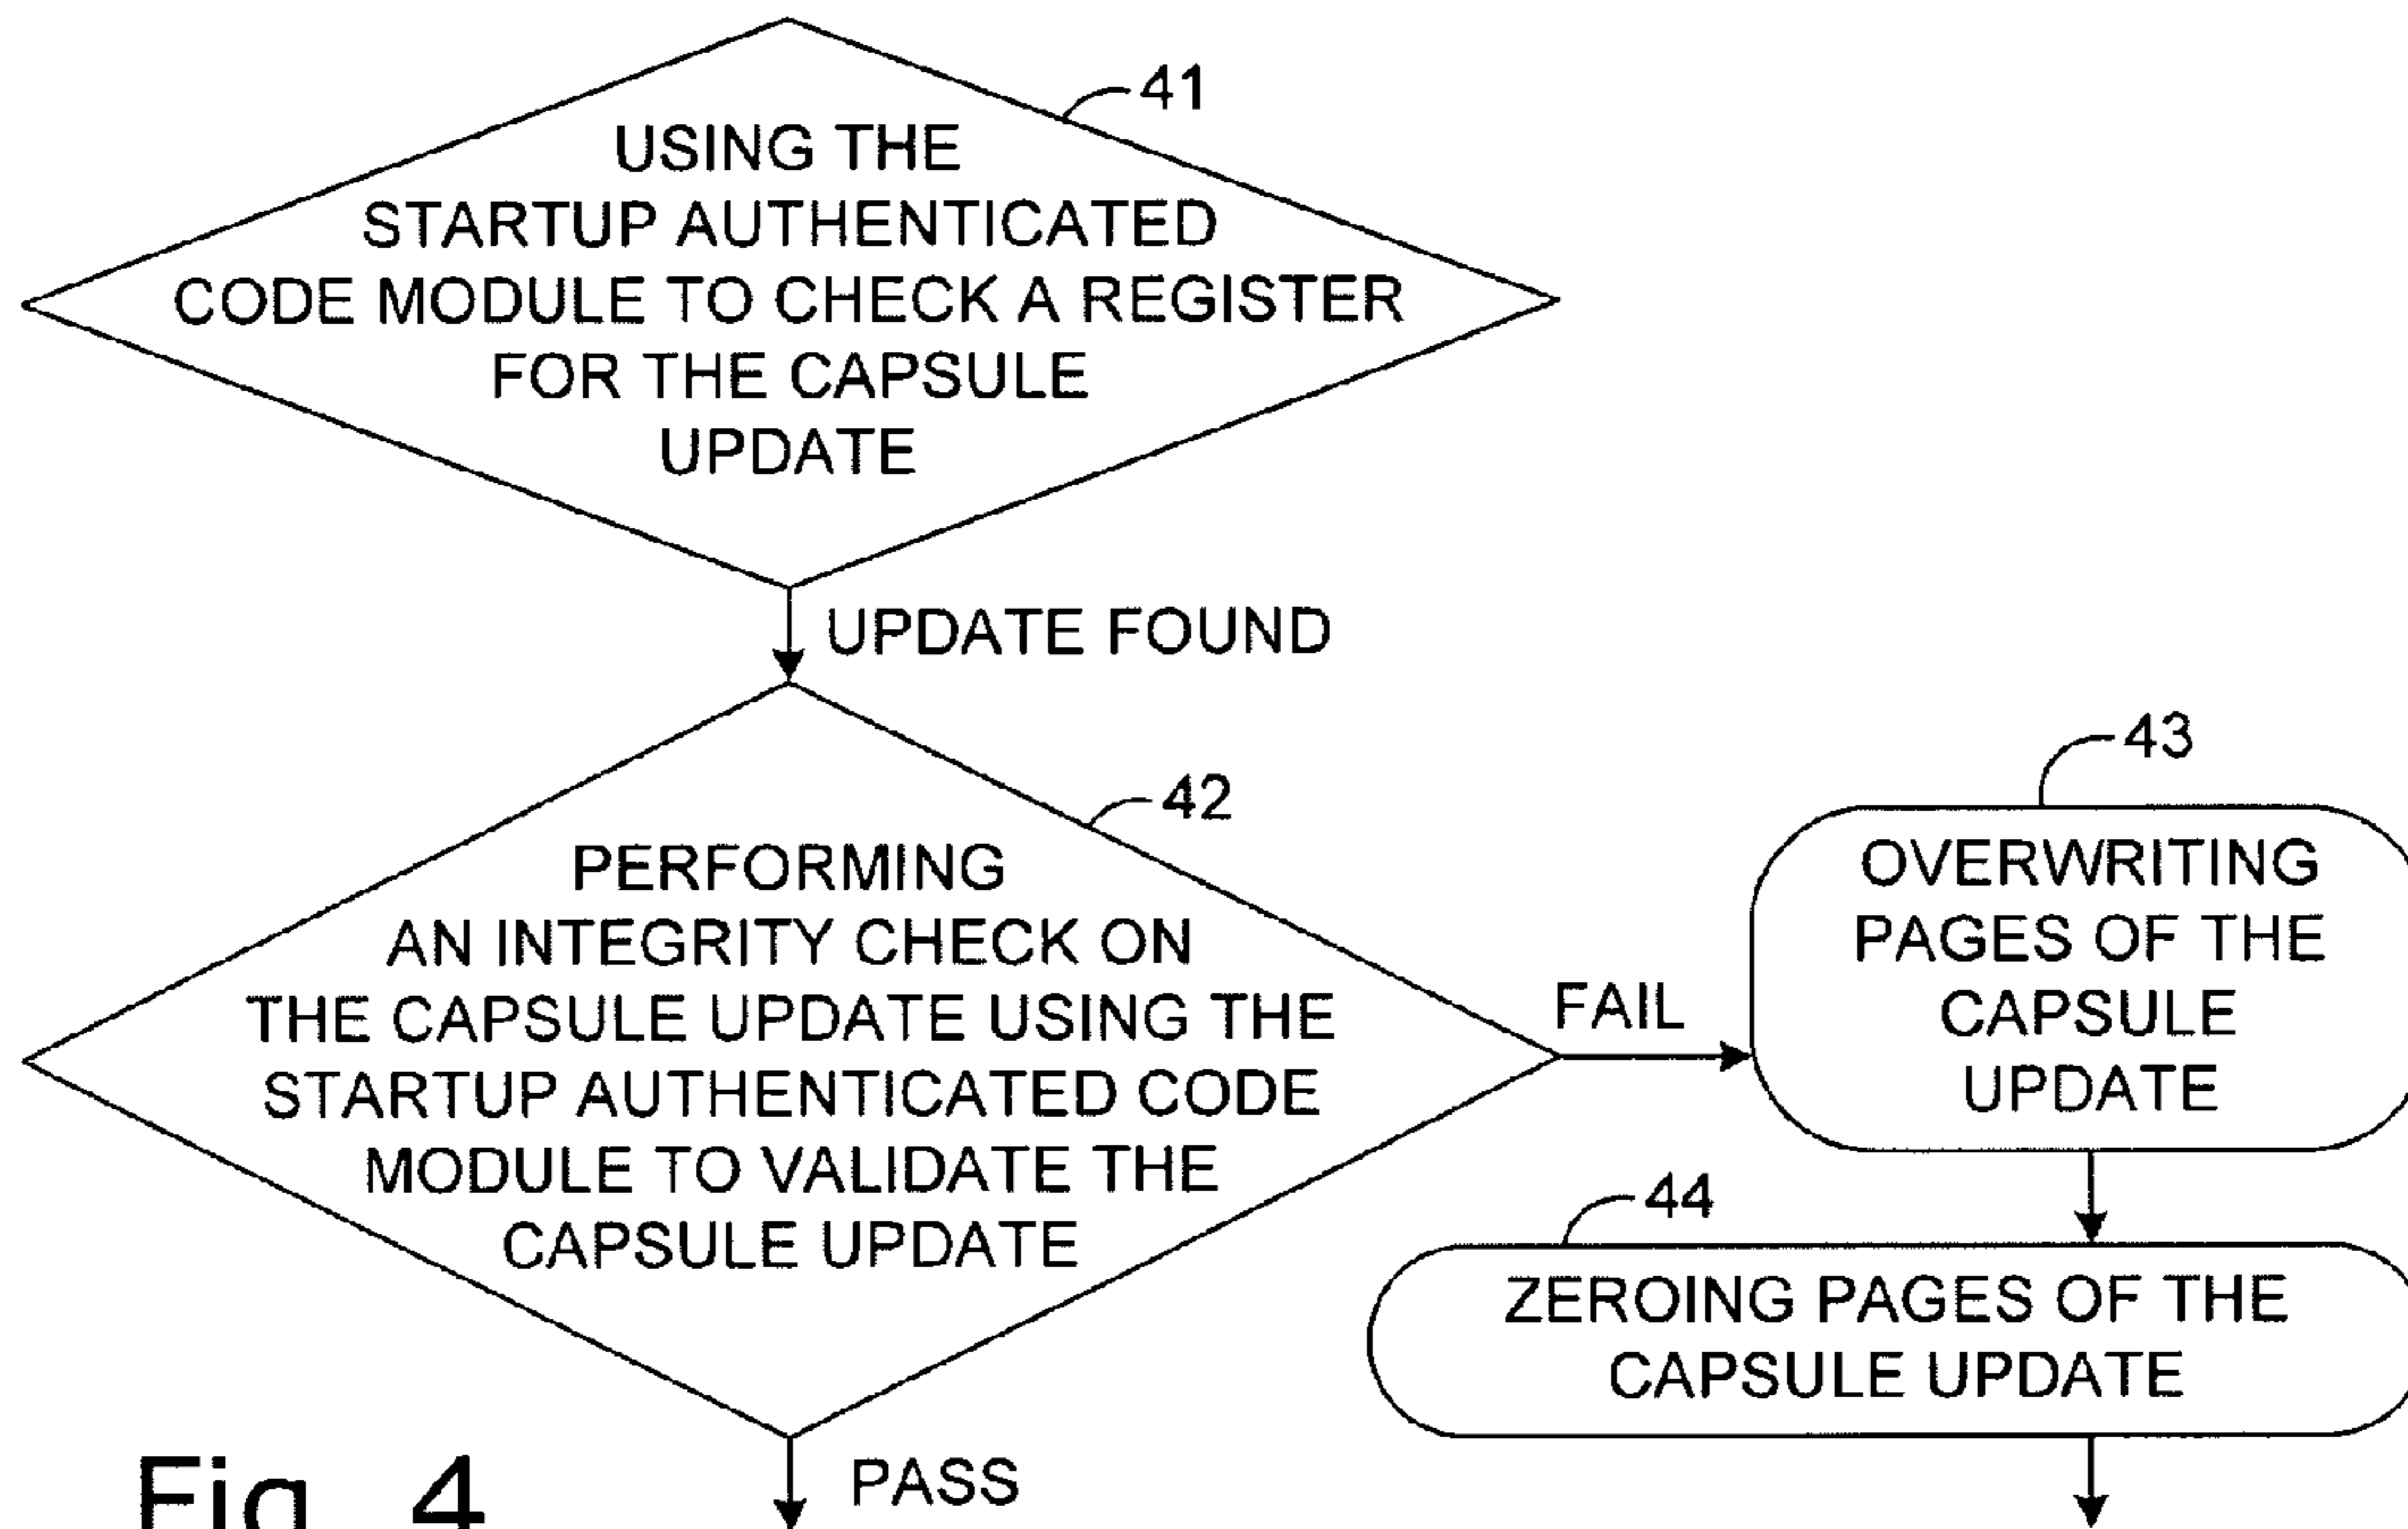 41
USING THE
STARTUP AUTHENTICATED
CODE MODULE TO CHECK A REGISTER
FOR THE CAPSULE
UPDATE
UPDATE FOUND
42
PERFORMING
AN INTEGRITY CHECK ON
THE CAPSULE UPDATE USING THE
STARTUP AUTHENTICATED CODE
MODULE TO VALIDATE THE
CAPSULE UPDATE
FAIL
43
OVERWRITING
PAGES OF THE
CAPSULE
UPDATE
44
ZEROING PAGES OF THE
CAPSULE UPDATE
PASS
Fig. 4